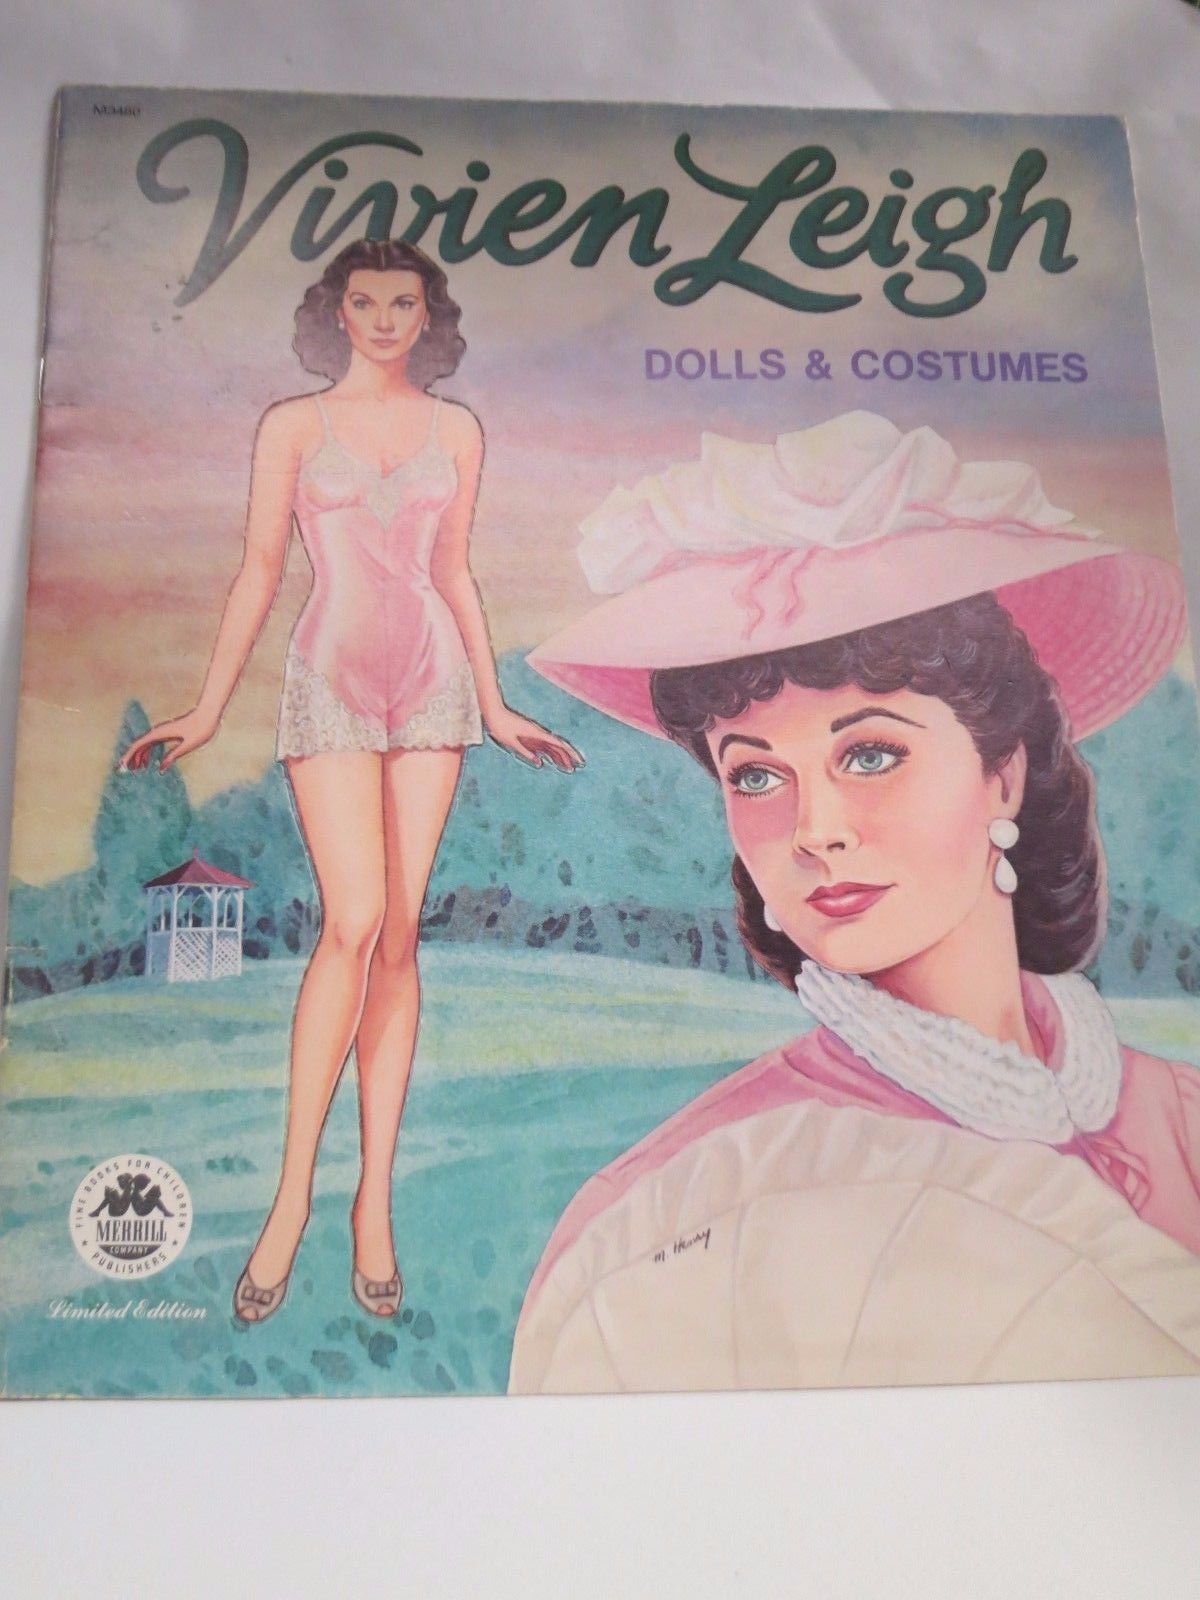 M3480
Vivien Leigh
DOLLS & COSTUMES
FINE BOOKS FOR CHILDREN
MERRILL
COMPANY
PUBLISHERS
M. Henry
Limited Edition